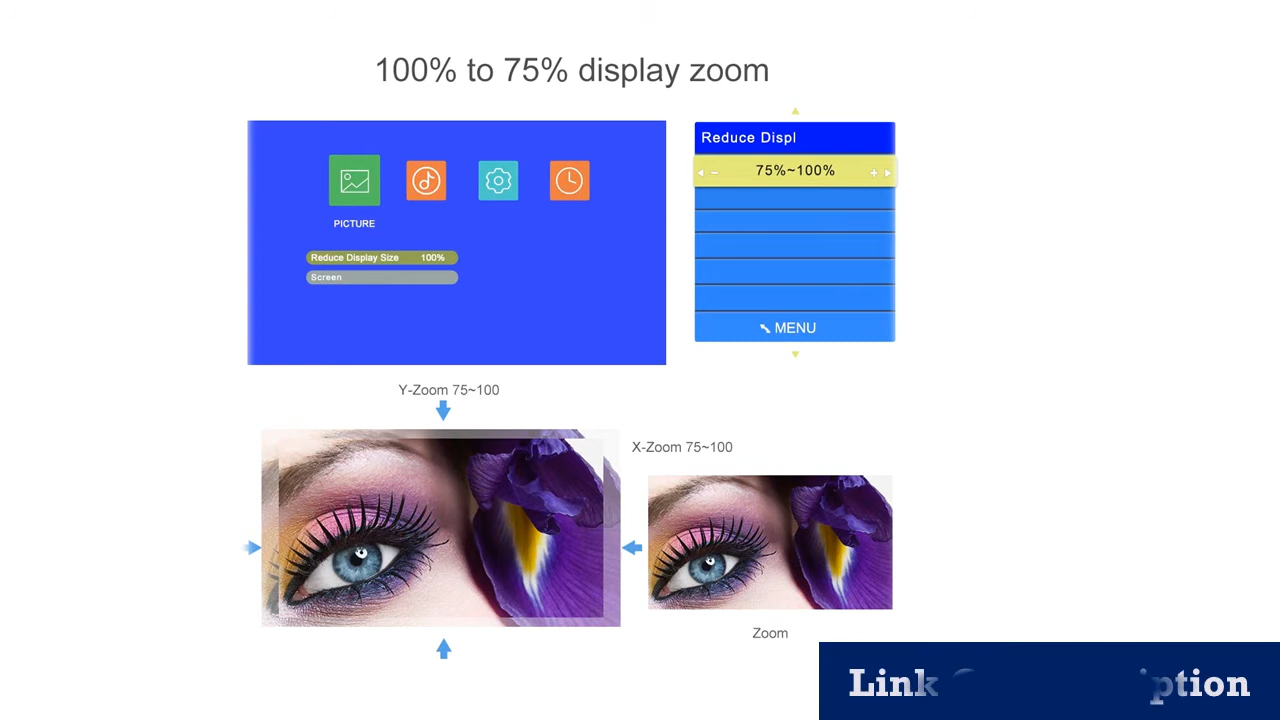 100% to 75% display zoom
Reduce Displ
75%~100%
PICTURE
Reduce Display Size 100%
Screen
MENU
Y-Zoom 75~100
X-Zoom 75~100
Zoom
Link